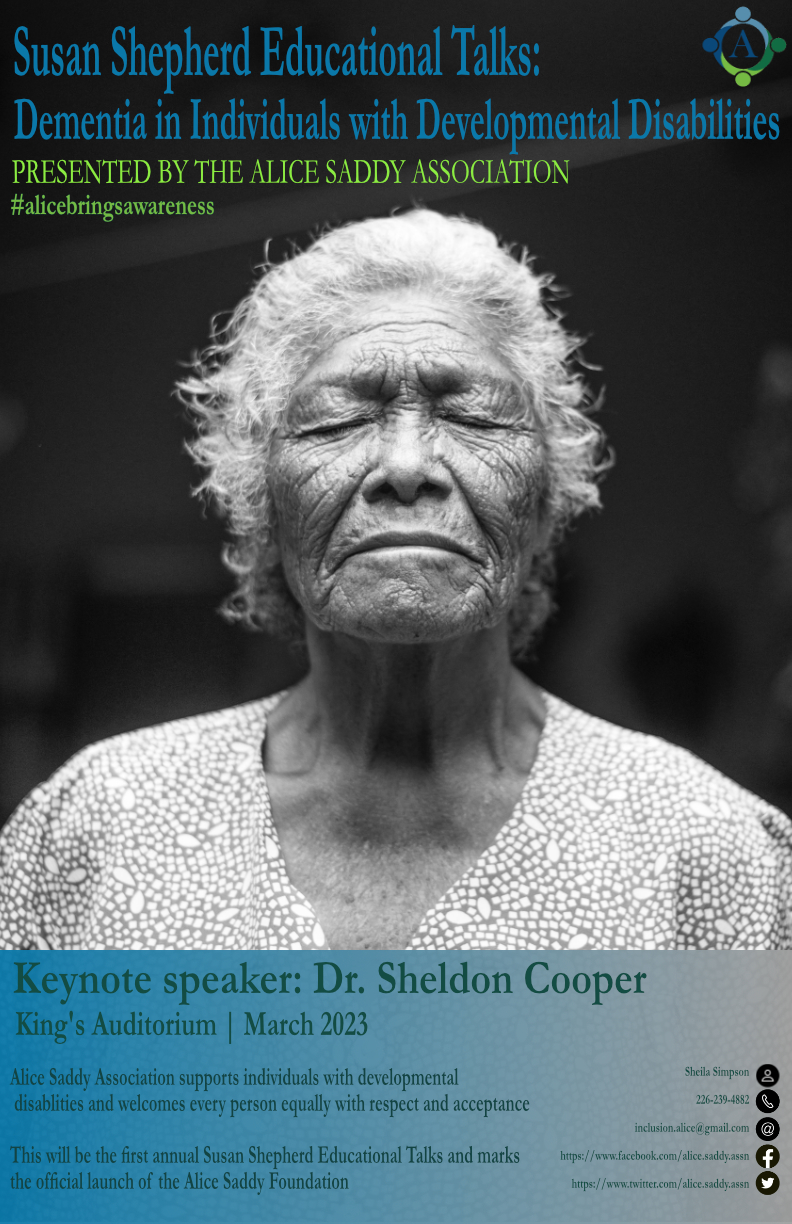 Susan Shepherd Educational Talks:
A
Dementia in Individuals with Developmental Disabilities
PRESENTED BY THE ALICE SADDY ASSOCIATION
#alicebringsawareness
Keynote speaker: Dr. Sheldon Cooper
King's Auditorium | March 2023
Alice Saddy Association supports individuals with developmental
disablities and welcomes every person equally with respect and acceptance
This will be the first annual Susan Shepherd Educational Talks and marks
the official launch of the Alice Saddy Foundation
Sheila Simpson
226-239-4882
inclusion.alice@gmail.com
https://www.facebook.com/alice.saddy.assn
https://www.twitter.com/alice.saddy.assn